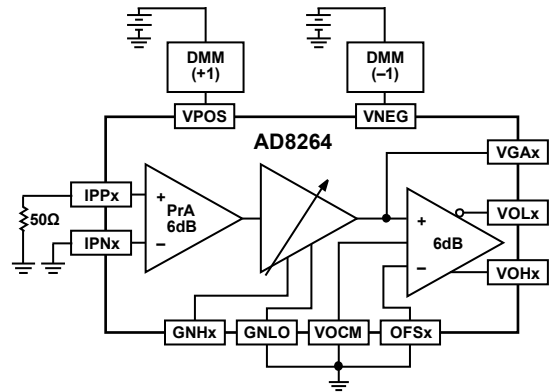 DMM
(+1)
DMM
(–1)
VPOS
VNEG
AD8264
VGAx
IPPx
+
PrA
6dB
–
50Ω
IPNx
+
6dB
–
VOLx
VOHx
GNHx
GNLO
VOCM
OFSx